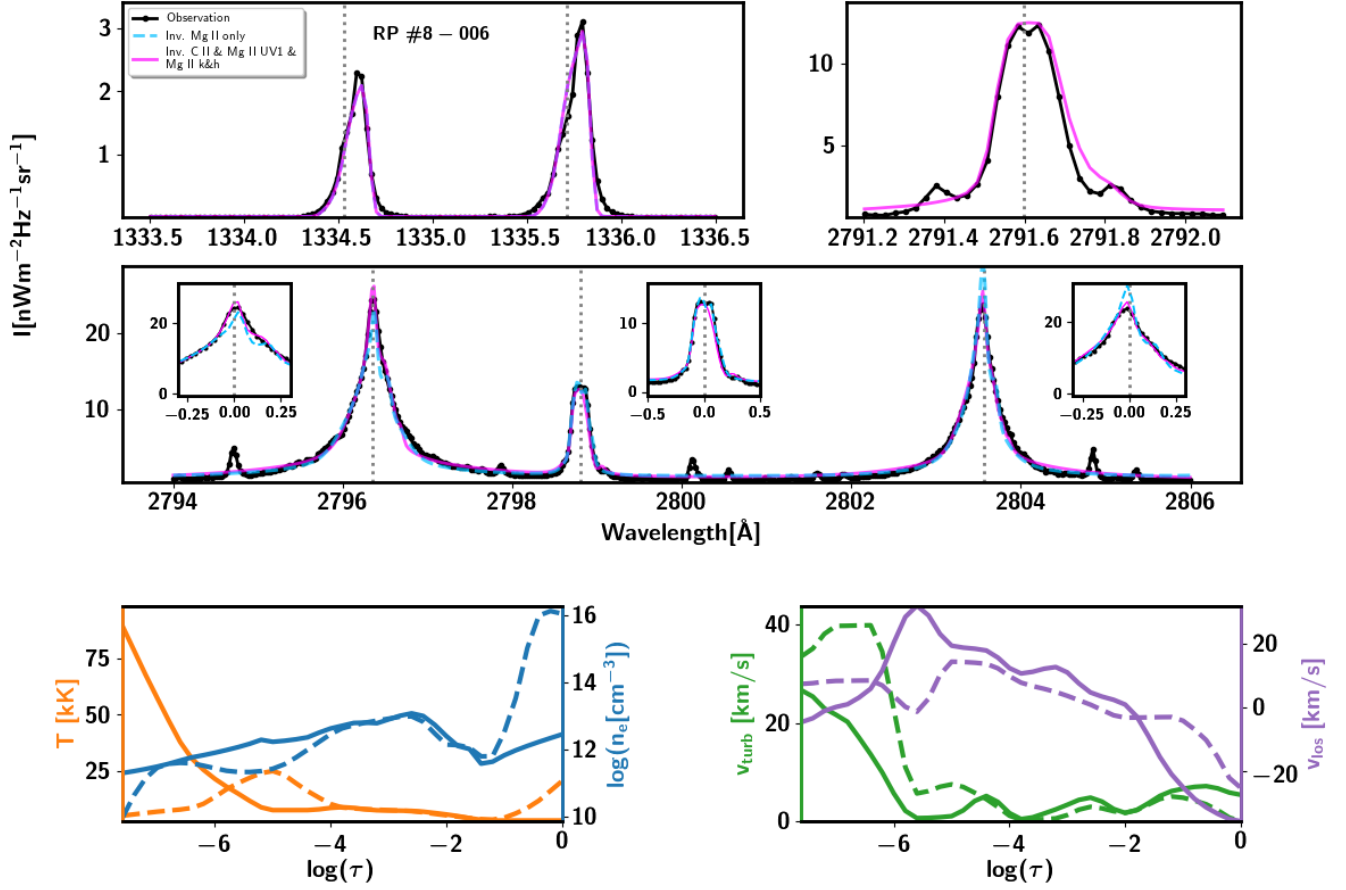 Observation
Inv. Mg II only
Inv. C II & Mg II UV1 &
Mg II k&h
RP #8 − 006
3
2
1
1333.5 1334.0 1334.5 1335.0 1335.5 1336.0 1336.5
10
5
2791.2 2791.4 2791.6 2791.8 2792.0
I[nWm⁻²Hz⁻¹sr⁻¹)
20
10
20
0
−0.25 0.00 0.25
10
0
−0.5 0.0 0.5
20
0
−0.25 0.00 0.25
2794 2796 2798 2800 2802 2804 2806
Wavelength[Å]
T [kK]
75
50
25
16
14
12
10
log(nₑ[cm⁻³])
−6 −4 −2 0
log(τ)
v_turb [km/s]
40
20
0
20
0
−20
v_los [km/s]
−6 −4 −2 0
log(τ)